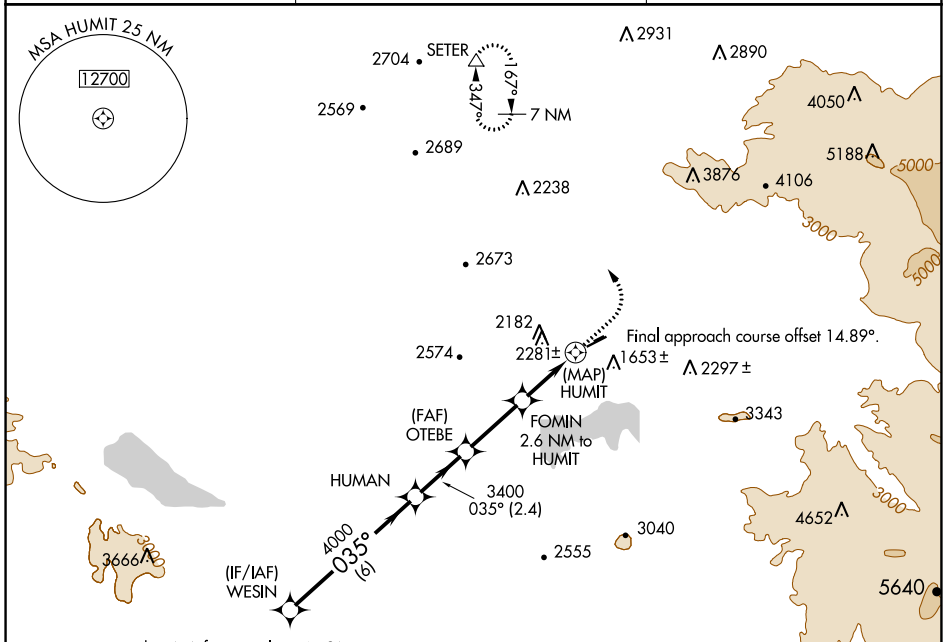 MSA HUMIT 25 NM
12700
2931
2890
2704
SETER
167°
347°
7 NM
2569
4050
2689
5188
5000
3876
4106
2238
3000
2673
5000
2182
2281±
Final approach course offset 14.89°.
2574
1653±
2297±
(MAP)
HUMIT
(FAF)
OTEBE
FOMIN
2.6 NM to
HUMIT
3343
HUMAN
3400
035° (2.4)
3000
4652
4000
035°
(6)
3040
2555
3000
3666
(IF/IAF)
WESIN
5640